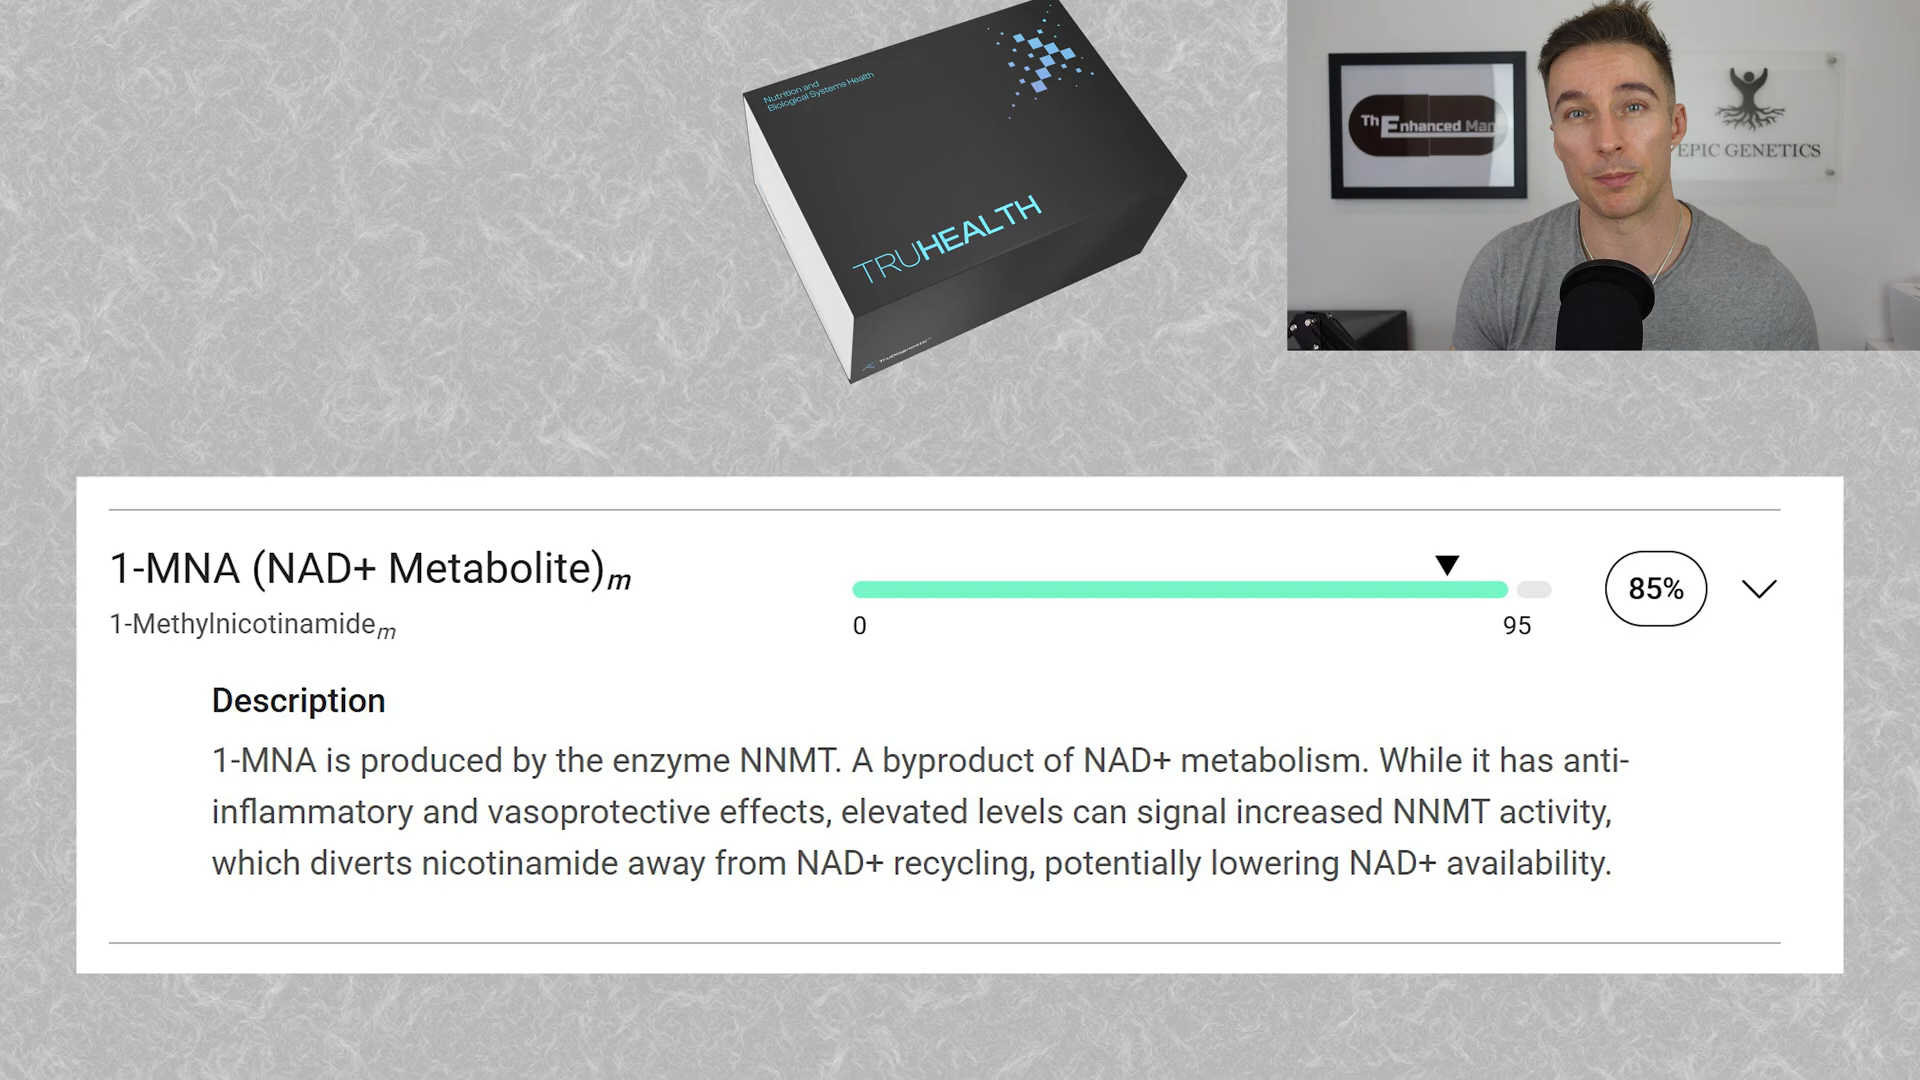 Nutrition and
Biological Systems Health
TRUHEALTH
TruDiagnostic™
ThEnhanced Man
EPIC GENETICS
1-MNA (NAD+ Metabolite)m
1-Methylnicotinamidem
0
95
85%
Description
1-MNA is produced by the enzyme NNMT. A byproduct of NAD+ metabolism. While it has anti-
inflammatory and vasoprotective effects, elevated levels can signal increased NNMT activity,
which diverts nicotinamide away from NAD+ recycling, potentially lowering NAD+ availability.